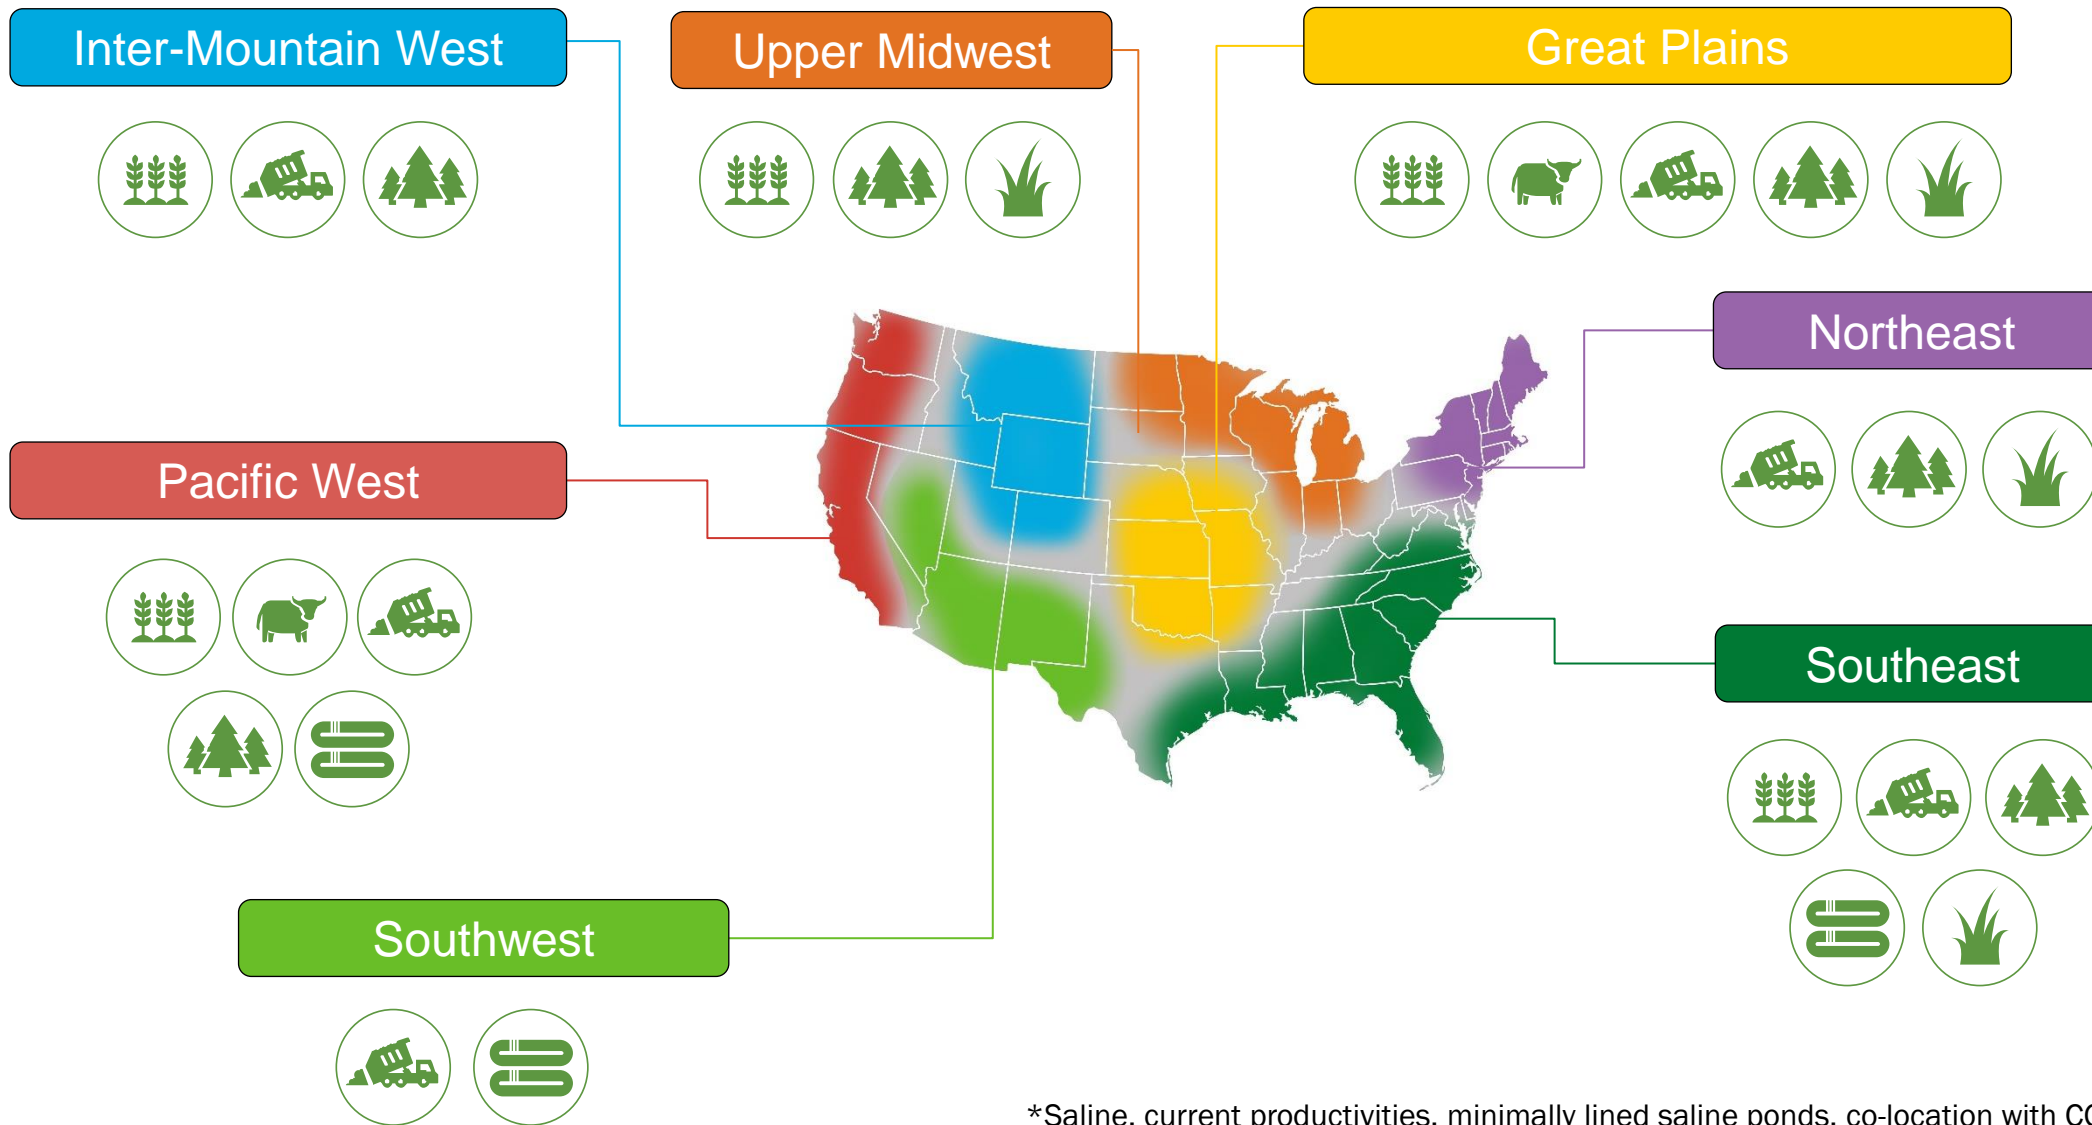 Inter-Mountain West
Upper Midwest
Great Plains
Northeast
Pacific West
Southeast
Southwest
*Saline, current productivities, minimally lined saline ponds, co-location with